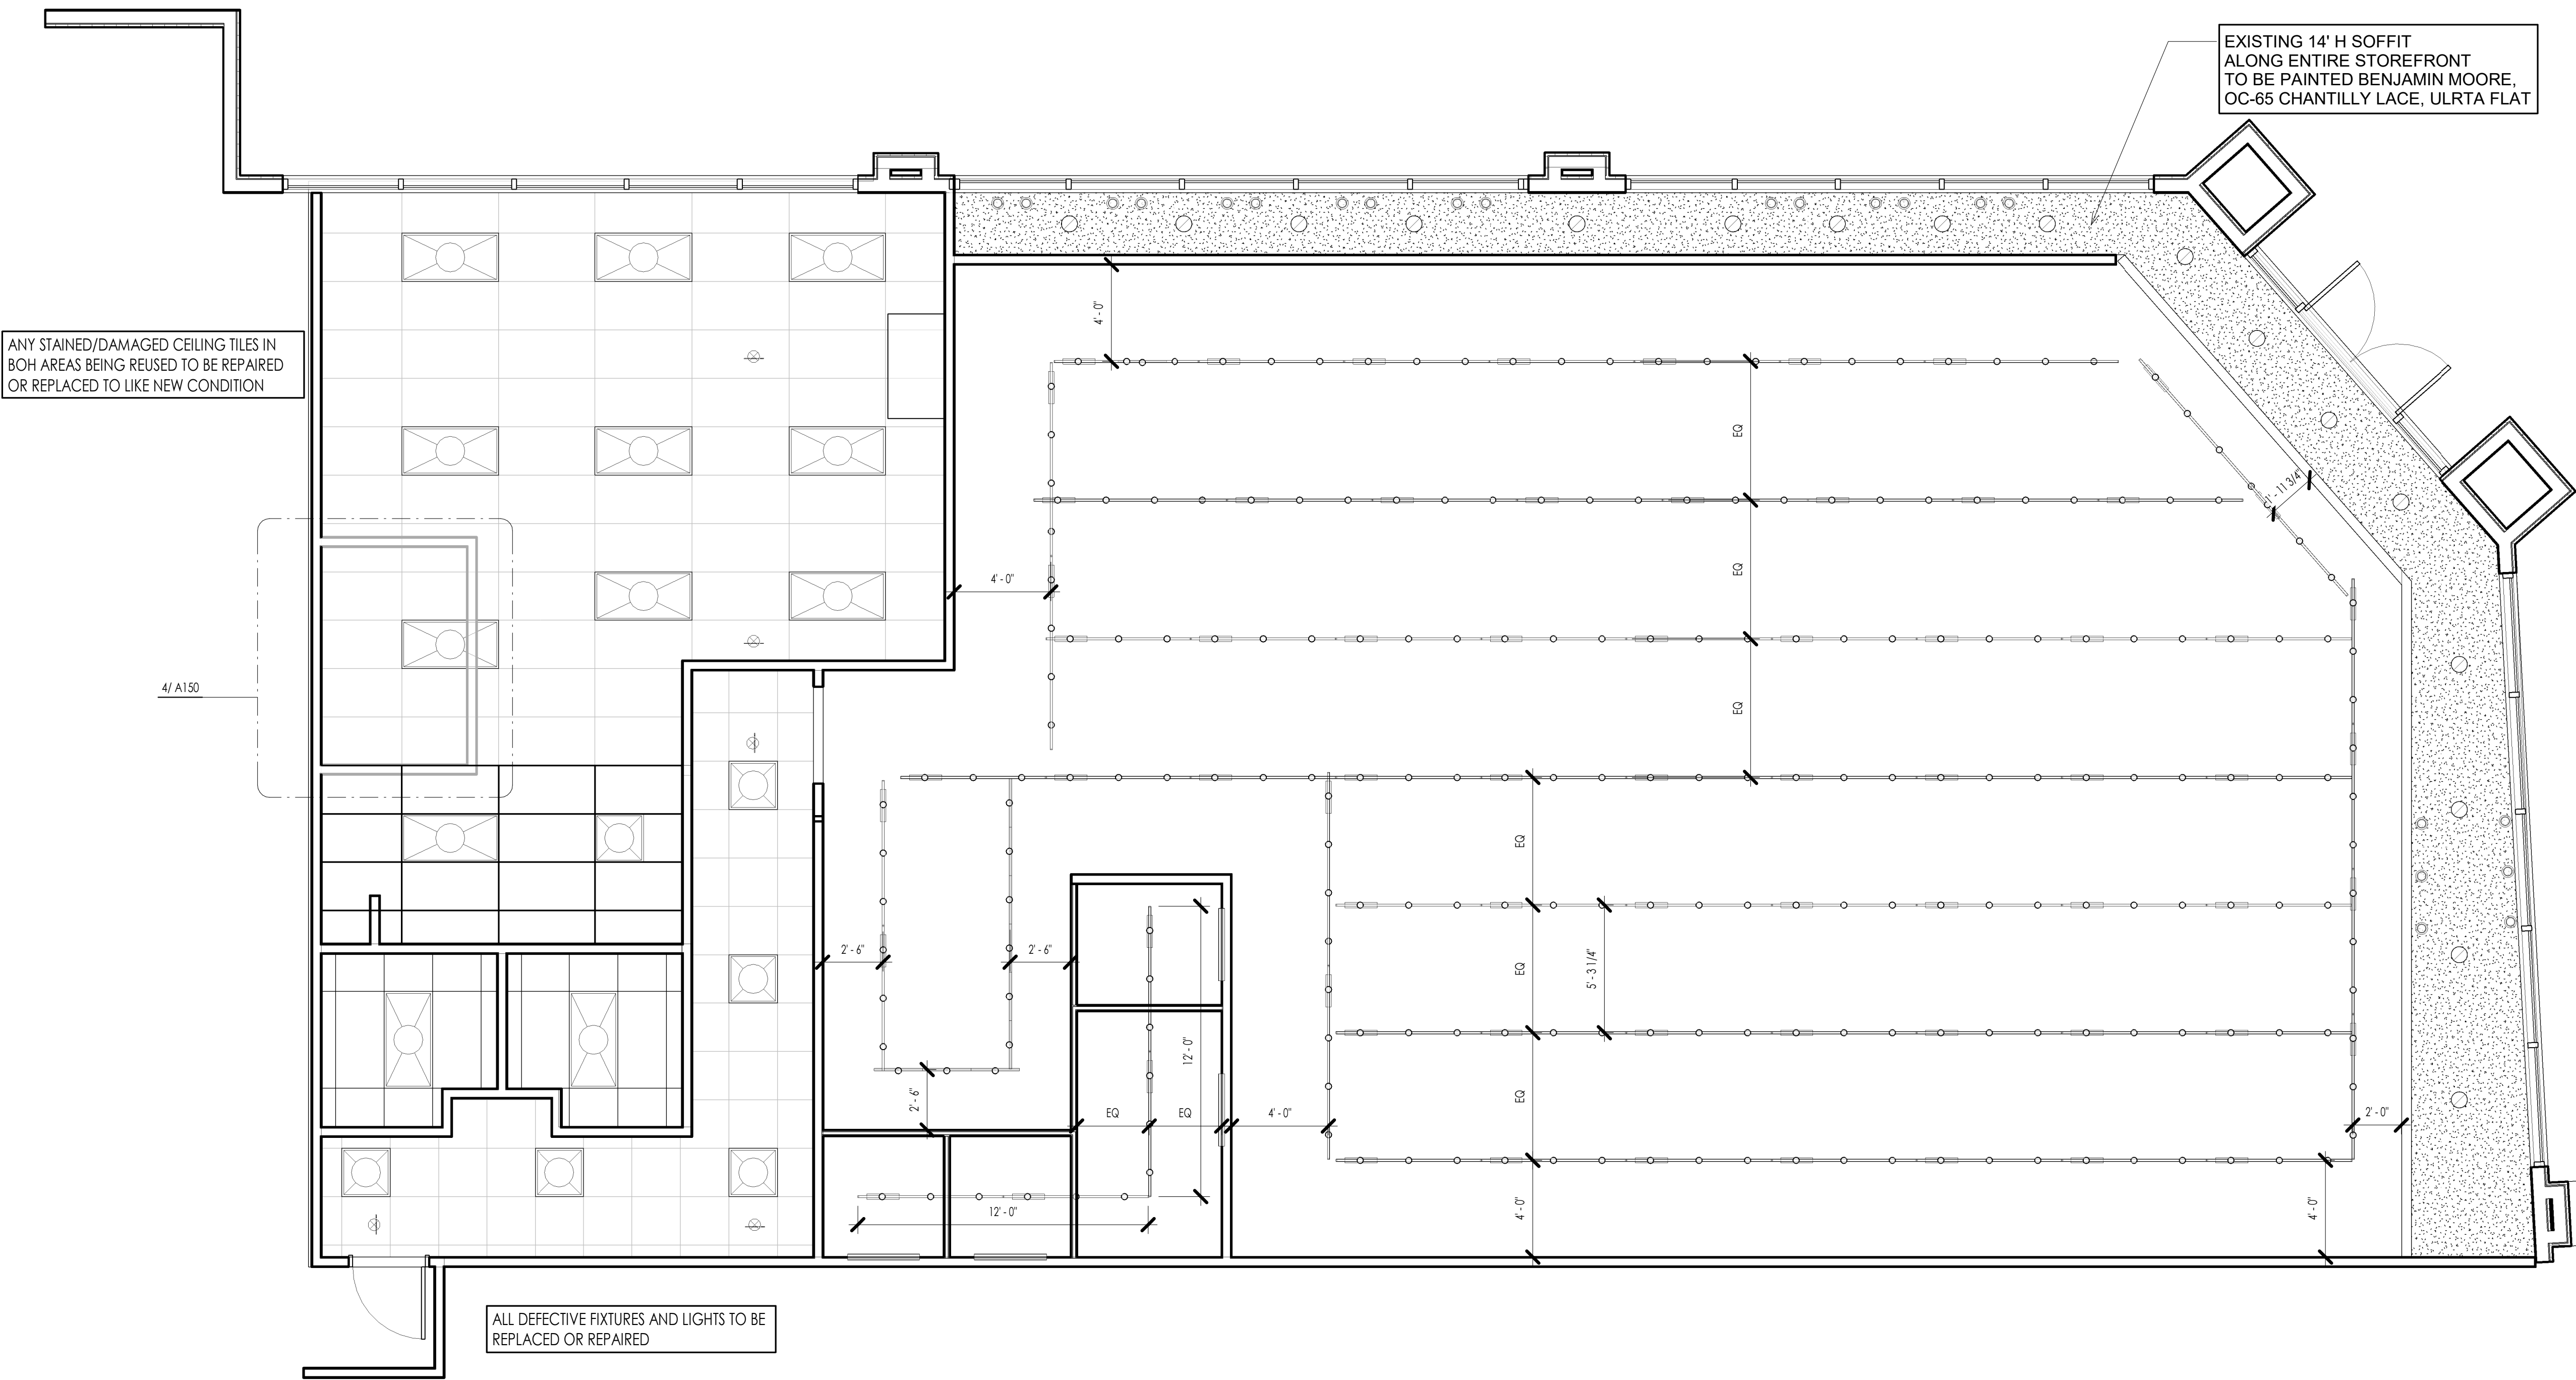 EXISTING 14' H SOFFIT
ALONG ENTIRE STOREFRONT
TO BE PAINTED BENJAMIN MOORE,
OC-65 CHANTILLY LACE, ULRTA FLAT
4' - 0"
ANY STAINED/DAMAGED CEILING TILES IN
BOH AREAS BEING REUSED TO BE REPAIRED
OR REPLACED TO LIKE NEW CONDITION
EQ
1' - 11 3/4"
EQ
4' - 0"
4/ A150
EQ
EQ
2' - 6"
2' - 6"
EQ
5' - 3 1/4"
12' - 0"
2' - 6"
EQ
EQ
EQ
4' - 0"
2' - 0"
12' - 0"
4' - 0"
4' - 0"
ALL DEFECTIVE FIXTURES AND LIGHTS TO BE
REPLACED OR REPAIRED